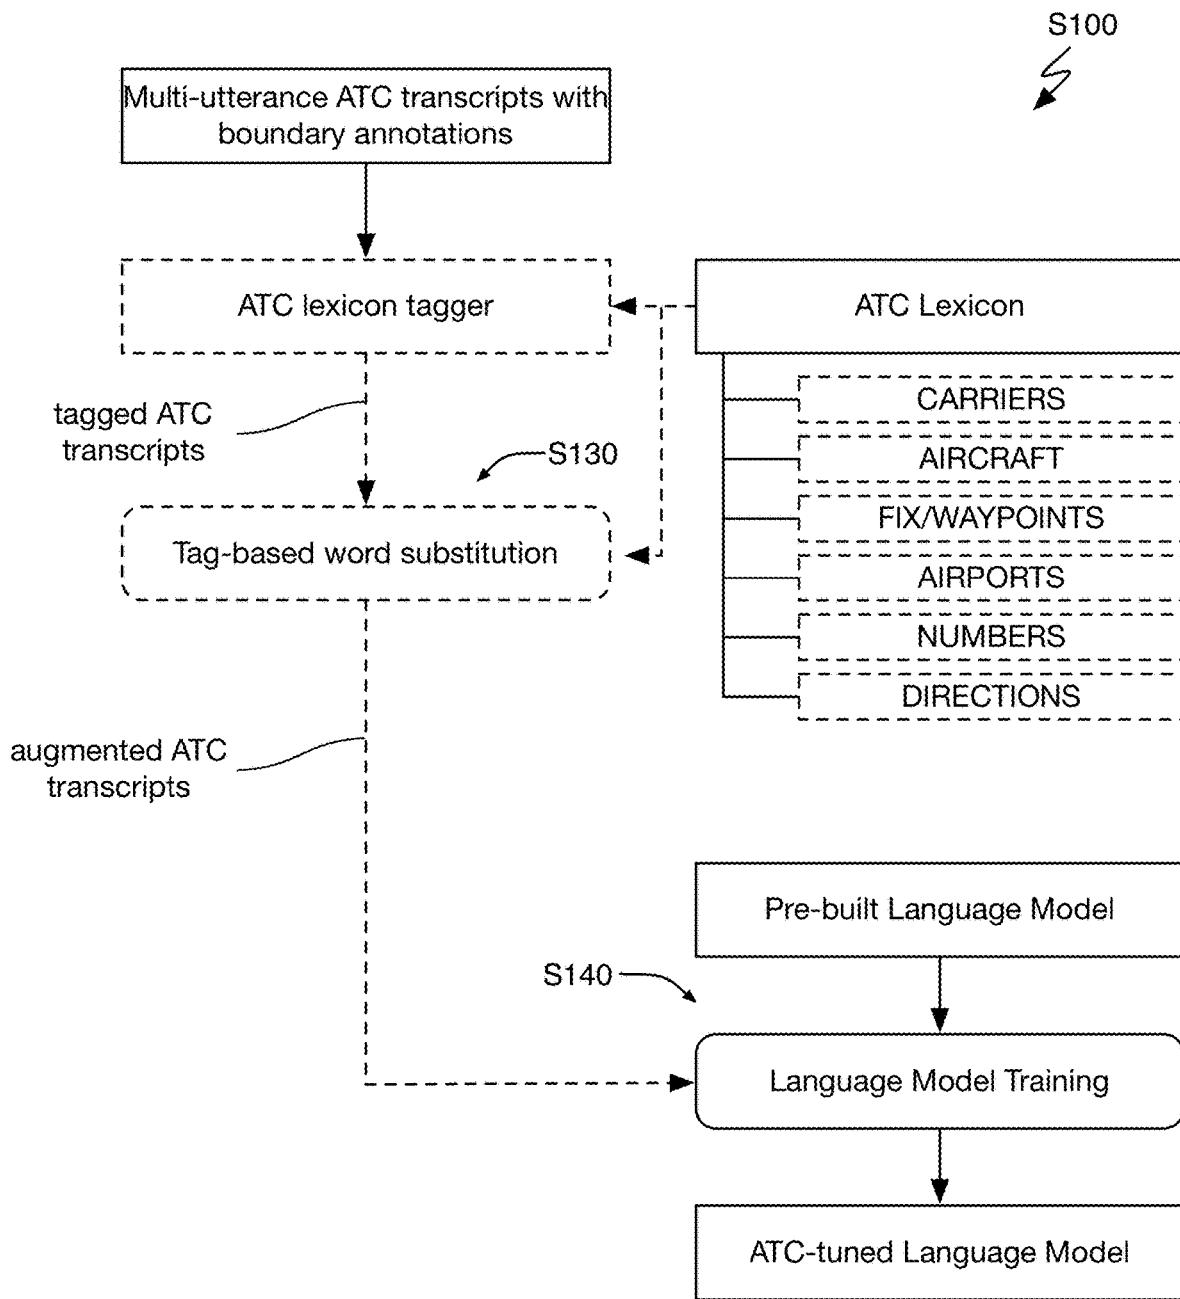 S100
Multi-utterance ATC transcripts with
boundary annotations
ATC lexicon tagger
ATC Lexicon
CARRIERS
AIRCRAFT
FIX/WAYPOINTS
AIRPORTS
NUMBERS
DIRECTIONS
tagged ATC
transcripts
S130
Tag-based word substitution
augmented ATC
transcripts
Pre-built Language Model
S140
Language Model Training
ATC-tuned Language Model